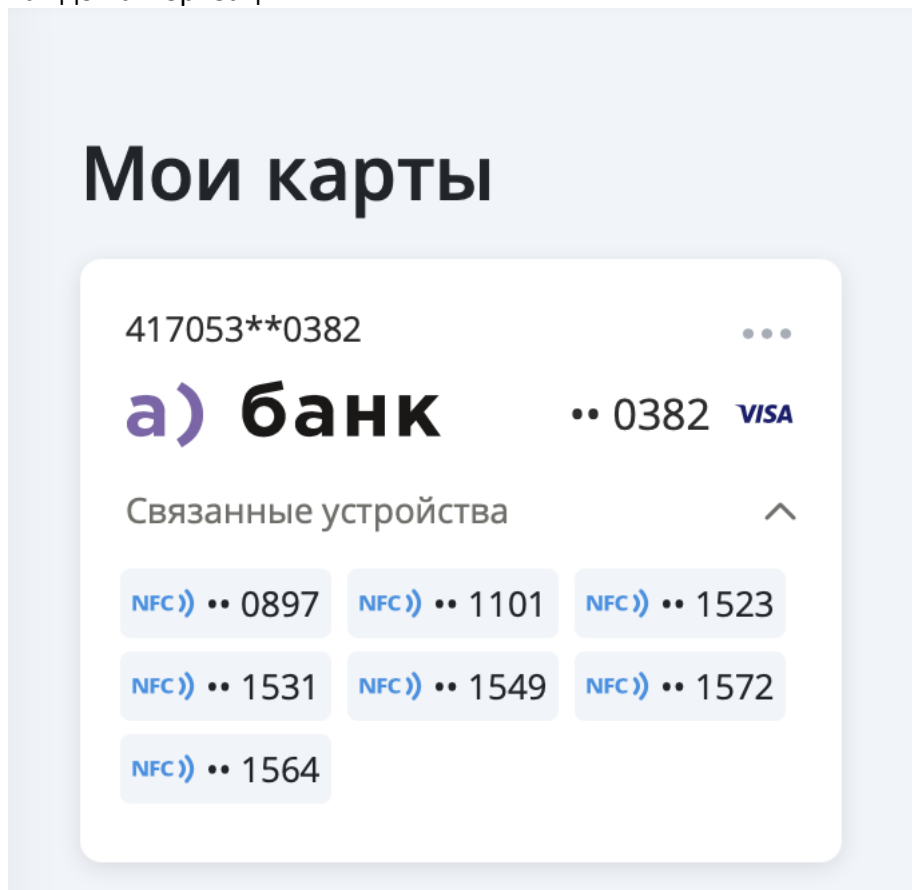 Мои карты
417053**0382
а) банк •• 0382 VISA
Связанные устройства
NFC •• 0897 NFC •• 1101 NFC •• 1523
NFC •• 1531 NFC •• 1549 NFC •• 1572
NFC •• 1564